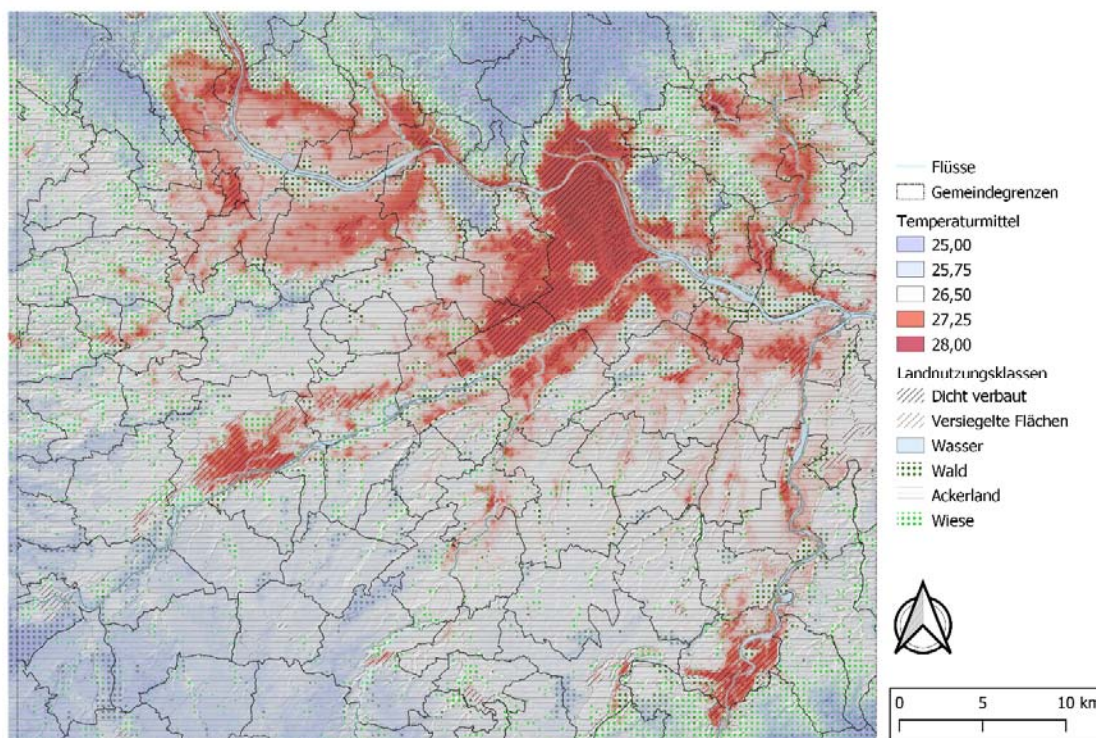 Flüsse
Gemeindegrenzen
Temperaturmittel
25,00
25,75
26,50
27,25
28,00
Landnutzungsklassen
Dicht verbaut
Versiegelte Flächen
Wasser
Wald
Ackerland
Wiese
0 5 10 km